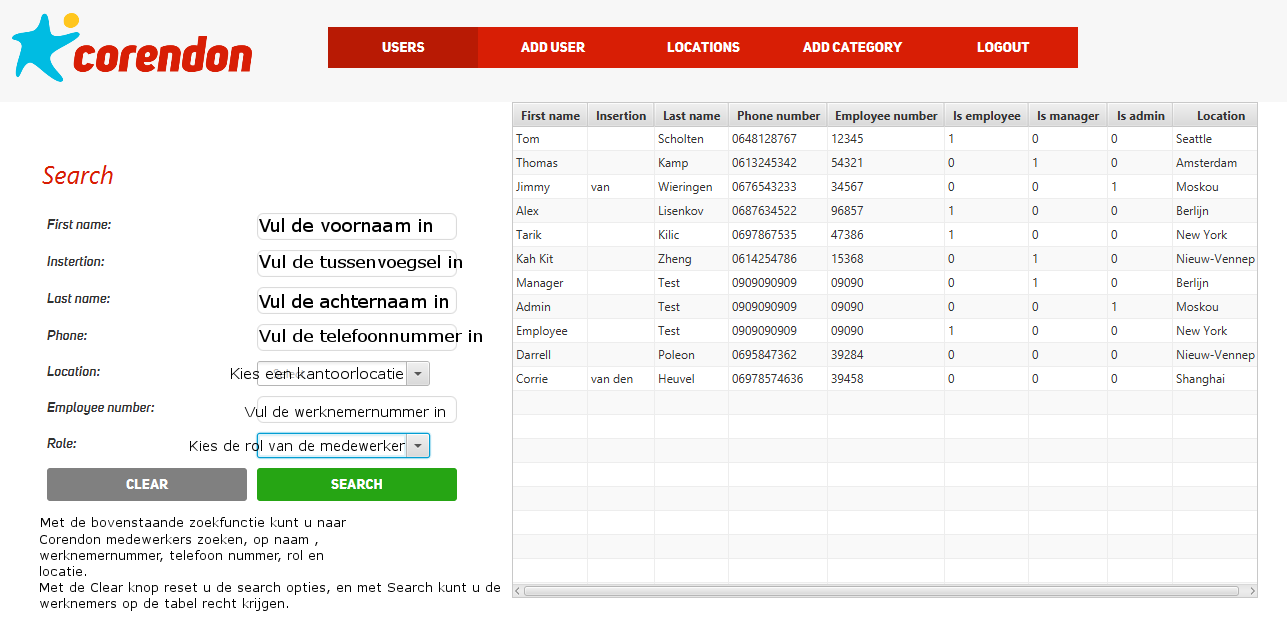 corendon
USERS ADD USER LOCATIONS ADD CATEGORY LOGOUT
Search
First name: Vul de voornaam in
Instertion: Vul de tussenvoegsel in
Last name: Vul de achternaam in
Phone: Vul de telefoonnummer in
Location: Kies een kantoorlocatie
Employee number: Vul de werknemernummer in
Role: Kies de rol van de medewerker
CLEAR SEARCH
Met de bovenstaande zoekfunctie kunt u naar
Corendon medewerkers zoeken, op naam ,
werknemernummer, telefoon nummer, rol en
locatie.
Met de Clear knop reset u de search opties, en met Search kunt u de
werknemers op de tabel recht krijgen.
First name Insertion Last name Phone number Employee number Is employee Is manager Is admin Location
Tom Scholten 0648128767 12345 1 0 0 Seattle
Thomas Kamp 0613245342 54321 0 1 0 Amsterdam
Jimmy van Wieringen 0676543233 34567 0 0 1 Moskou
Alex Lisenkov 0687634522 96857 1 0 0 Berlijn
Tarik Kilic 0697867535 47386 1 0 0 New York
Kah Kit Zheng 0614254786 15368 0 1 0 Nieuw-Vennep
Manager Test 0909090909 09090 0 1 0 Berlijn
Admin Test 0909090909 09090 0 0 1 Moskou
Employee Test 0909090909 09090 1 0 0 New York
Darrell Poleon 0695847362 39284 0 0 0 Nieuw-Vennep
Corrie van den Heuvel 06978574636 39458 0 0 0 Shanghai